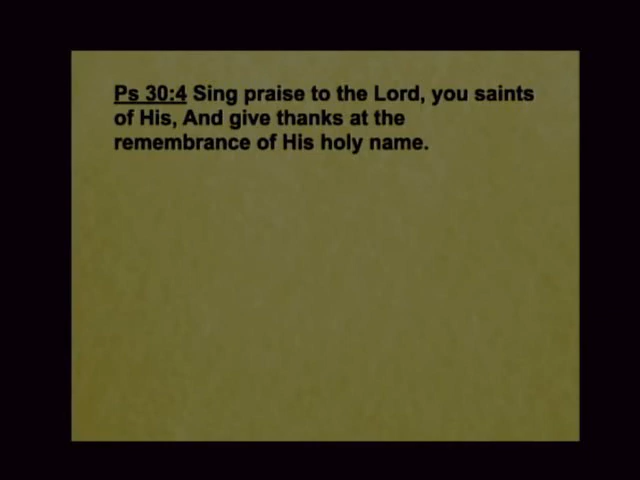 Ps 30:4 Sing praise to the Lord, you saints
of His, And give thanks at the
remembrance of His holy name.